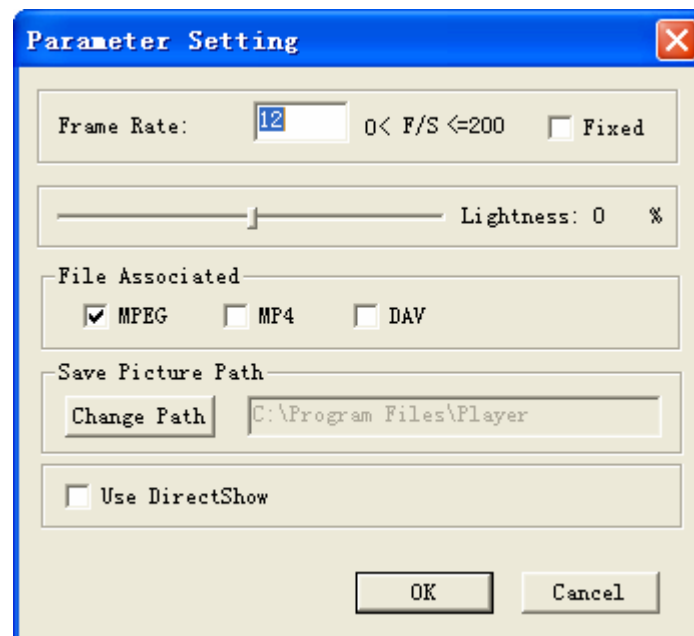 Parameter Setting
Frame Rate: 12 0< F/S <=200 Fixed
Lightness: 0 %
File Associated
MPEG MP4 DAV
Save Picture Path
Change Path C:\Program Files\Player
Use DirectShow
OK Cancel